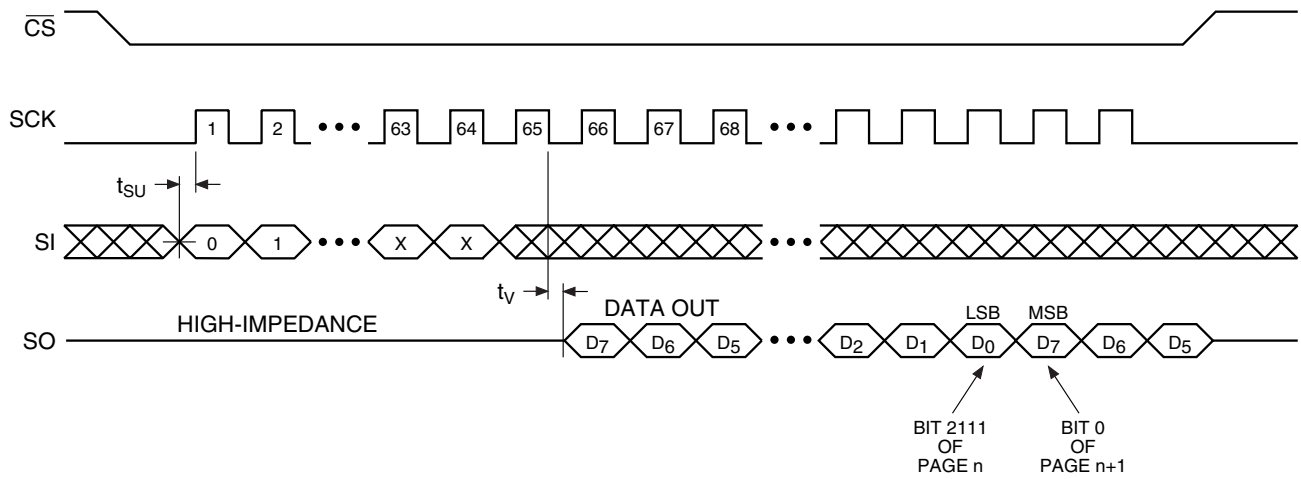 CS
SCK
1 2 ••• 63 64 65 66 67 68 •••
tSU
SI
0 1 ••• X X •••
tV
DATA OUT
HIGH-IMPEDANCE
LSB MSB
SO
D7 D6 D5 ••• D2 D1 D0 D7 D6 D5
BIT 2111
OF
PAGE n
BIT 0
OF
PAGE n+1